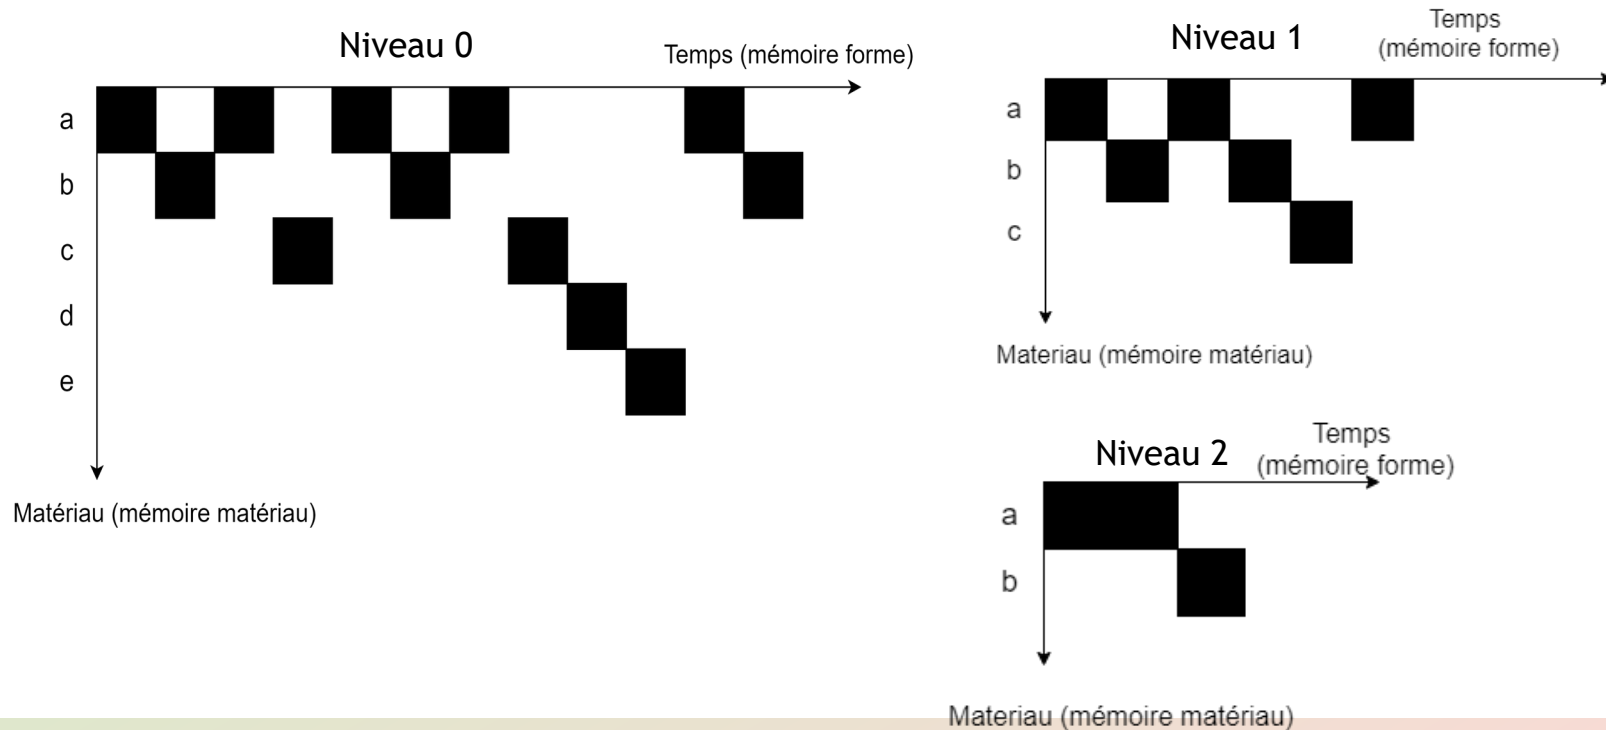 Niveau 0
Temps (mémoire forme)
a
b
c
d
e
Matériau (mémoire matériau)
Niveau 1
Temps
(mémoire forme)
a
b
c
Materiau (mémoire matériau)
Niveau 2
Temps
(mémoire forme)
a
b
Materiau (mémoire matériau)